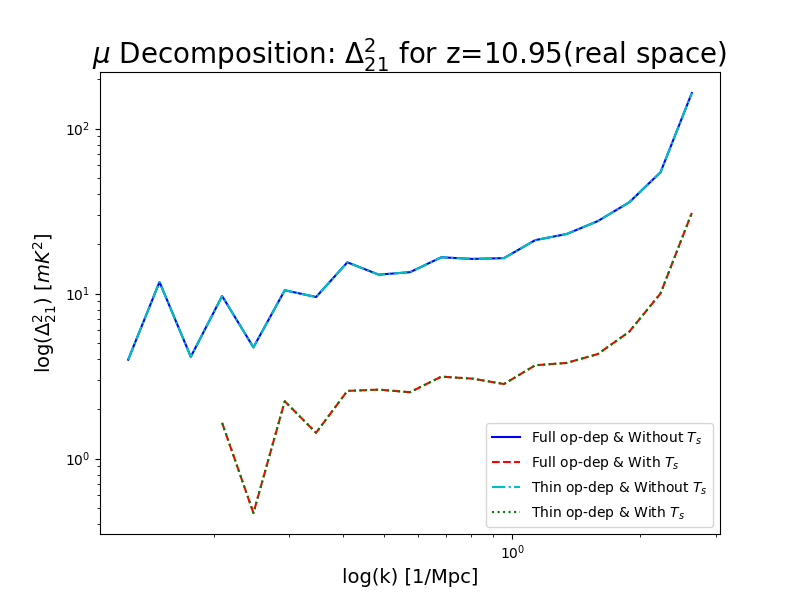 μ Decomposition: Δ²₂₁ for z=10.95(real space)
log(Δ²₂₁) [mK²]
10²
10¹
10⁰
Full op-dep & Without Tₛ
Full op-dep & With Tₛ
Thin op-dep & Without Tₛ
Thin op-dep & With Tₛ
10⁰
log(k) [1/Mpc]